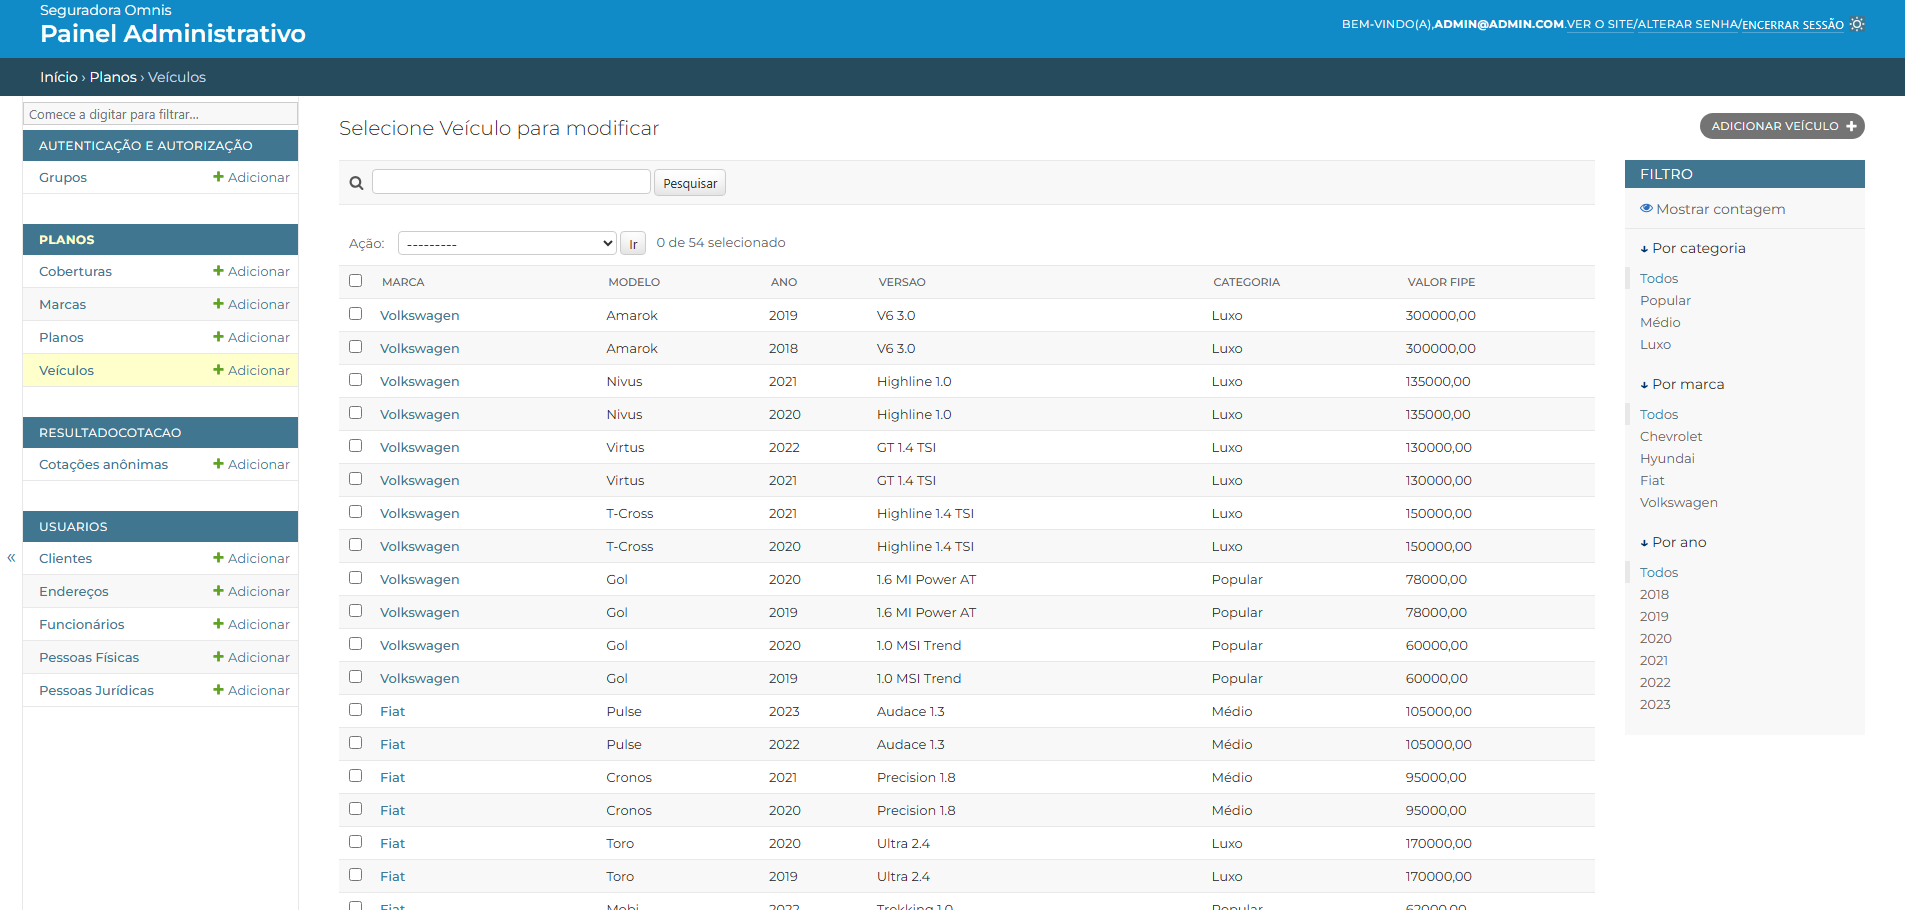 Seguradora Omnis
Painel Administrativo
BEM-VINDO(A), ADMIN@ADMIN.COM. VER O SITE / ALTERAR SENHA / ENCERRAR SESSÃO
Início › Planos › Veículos
Comece a digitar para filtrar...
AUTENTICAÇÃO E AUTORIZAÇÃO
Grupos Adicionar
PLANOS
Coberturas Adicionar
Marcas Adicionar
Planos Adicionar
Veículos Adicionar
RESULTADOCOTACAO
Cotações anônimas Adicionar
USUARIOS
Clientes Adicionar
Endereços Adicionar
Funcionários Adicionar
Pessoas Físicas Adicionar
Pessoas Jurídicas Adicionar
«
Selecione Veículo para modificar
ADICIONAR VEÍCULO
Pesquisar
Ação: --------- Ir 0 de 54 selecionado
MARCA MODELO ANO VERSAO CATEGORIA VALOR FIPE
Volkswagen Amarok 2019 V6 3.0 Luxo 300000,00
Volkswagen Amarok 2018 V6 3.0 Luxo 300000,00
Volkswagen Nivus 2021 Highline 1.0 Luxo 135000,00
Volkswagen Nivus 2020 Highline 1.0 Luxo 135000,00
Volkswagen Virtus 2022 GT 1.4 TSI Luxo 130000,00
Volkswagen Virtus 2021 GT 1.4 TSI Luxo 130000,00
Volkswagen T-Cross 2021 Highline 1.4 TSI Luxo 150000,00
Volkswagen T-Cross 2020 Highline 1.4 TSI Luxo 150000,00
Volkswagen Gol 2020 1.6 MI Power AT Popular 78000,00
Volkswagen Gol 2019 1.6 MI Power AT Popular 78000,00
Volkswagen Gol 2020 1.0 MSI Trend Popular 60000,00
Volkswagen Gol 2019 1.0 MSI Trend Popular 60000,00
Fiat Pulse 2023 Audace 1.3 Médio 105000,00
Fiat Pulse 2022 Audace 1.3 Médio 105000,00
Fiat Cronos 2021 Precision 1.8 Médio 95000,00
Fiat Cronos 2020 Precision 1.8 Médio 95000,00
Fiat Toro 2020 Ultra 2.4 Luxo 170000,00
Fiat Toro 2019 Ultra 2.4 Luxo 170000,00
Fiat Mobi 2022 Trekking 1.0 Popular 62000,00
FILTRO
Mostrar contagem
Por categoria
Todos
Popular
Médio
Luxo
Por marca
Todos
Chevrolet
Hyundai
Fiat
Volkswagen
Por ano
Todos
2018
2019
2020
2021
2022
2023